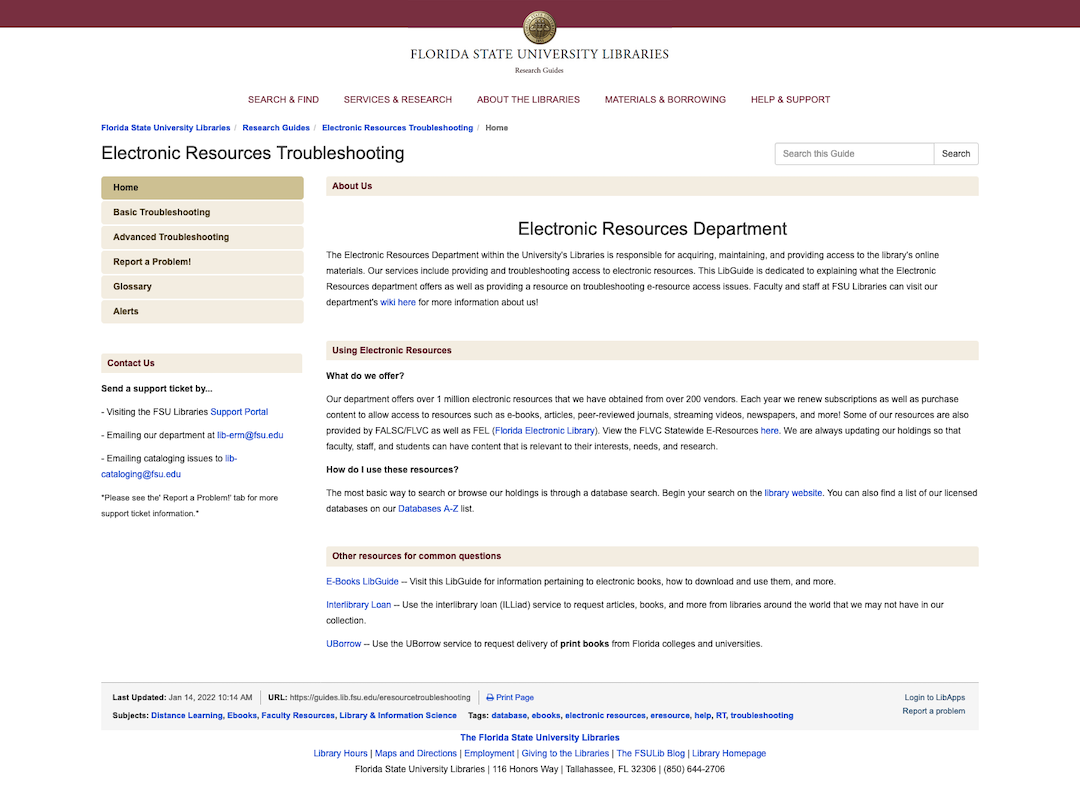 FLORIDA STATE UNIVERSITY LIBRARIES
Research Guides
SEARCH & FIND SERVICES & RESEARCH ABOUT THE LIBRARIES MATERIALS & BORROWING HELP & SUPPORT
Florida State University Libraries / Research Guides / Electronic Resources Troubleshooting / Home
Electronic Resources Troubleshooting
Search this Guide Search
Home
Basic Troubleshooting
Advanced Troubleshooting
Report a Problem!
Glossary
Alerts
Contact Us
Send a support ticket by...
- Visiting the FSU Libraries Support Portal
- Emailing our department at lib-erm@fsu.edu
- Emailing cataloging issues to lib-
cataloging@fsu.edu
*Please see the' Report a Problem!' tab for more
support ticket information.*
About Us
Electronic Resources Department
The Electronic Resources Department within the University's Libraries is responsible for acquiring, maintaining, and providing access to the library's online
materials. Our services include providing and troubleshooting access to electronic resources. This LibGuide is dedicated to explaining what the Electronic
Resources department offers as well as providing a resource on troubleshooting e-resource access issues. Faculty and staff at FSU Libraries can visit our
department's wiki here for more information about us!
Using Electronic Resources
What do we offer?
Our department offers over 1 million electronic resources that we have obtained from over 200 vendors. Each year we renew subscriptions as well as purchase
content to allow access to resources such as e-books, articles, peer-reviewed journals, streaming videos, newspapers, and more! Some of our resources are also
provided by FALSC/FLVC as well as FEL (Florida Electronic Library). View the FLVC Statewide E-Resources here. We are always updating our holdings so that
faculty, staff, and students can have content that is relevant to their interests, needs, and research.
How do I use these resources?
The most basic way to search or browse our holdings is through a database search. Begin your search on the library website. You can also find a list of our licensed
databases on our Databases A-Z list.
Other resources for common questions
E-Books LibGuide -- Visit this LibGuide for information pertaining to electronic books, how to download and use them, and more.
Interlibrary Loan -- Use the interlibrary loan (ILLiad) service to request articles, books, and more from libraries around the world that we may not have in our
collection.
UBorrow -- Use the UBorrow service to request delivery of print books from Florida colleges and universities.
Last Updated: Jan 14, 2022 10:14 AM URL: https://guides.lib.fsu.edu/eresourcetroubleshooting Print Page
Login to LibApps
Subjects: Distance Learning, Ebooks, Faculty Resources, Library & Information Science Tags: database, ebooks, electronic resources, eresource, help, RT, troubleshooting
Report a problem
The Florida State University Libraries
Library Hours | Maps and Directions | Employment | Giving to the Libraries | The FSULib Blog | Library Homepage
Florida State University Libraries | 116 Honors Way | Tallahassee, FL 32306 | (850) 644-2706